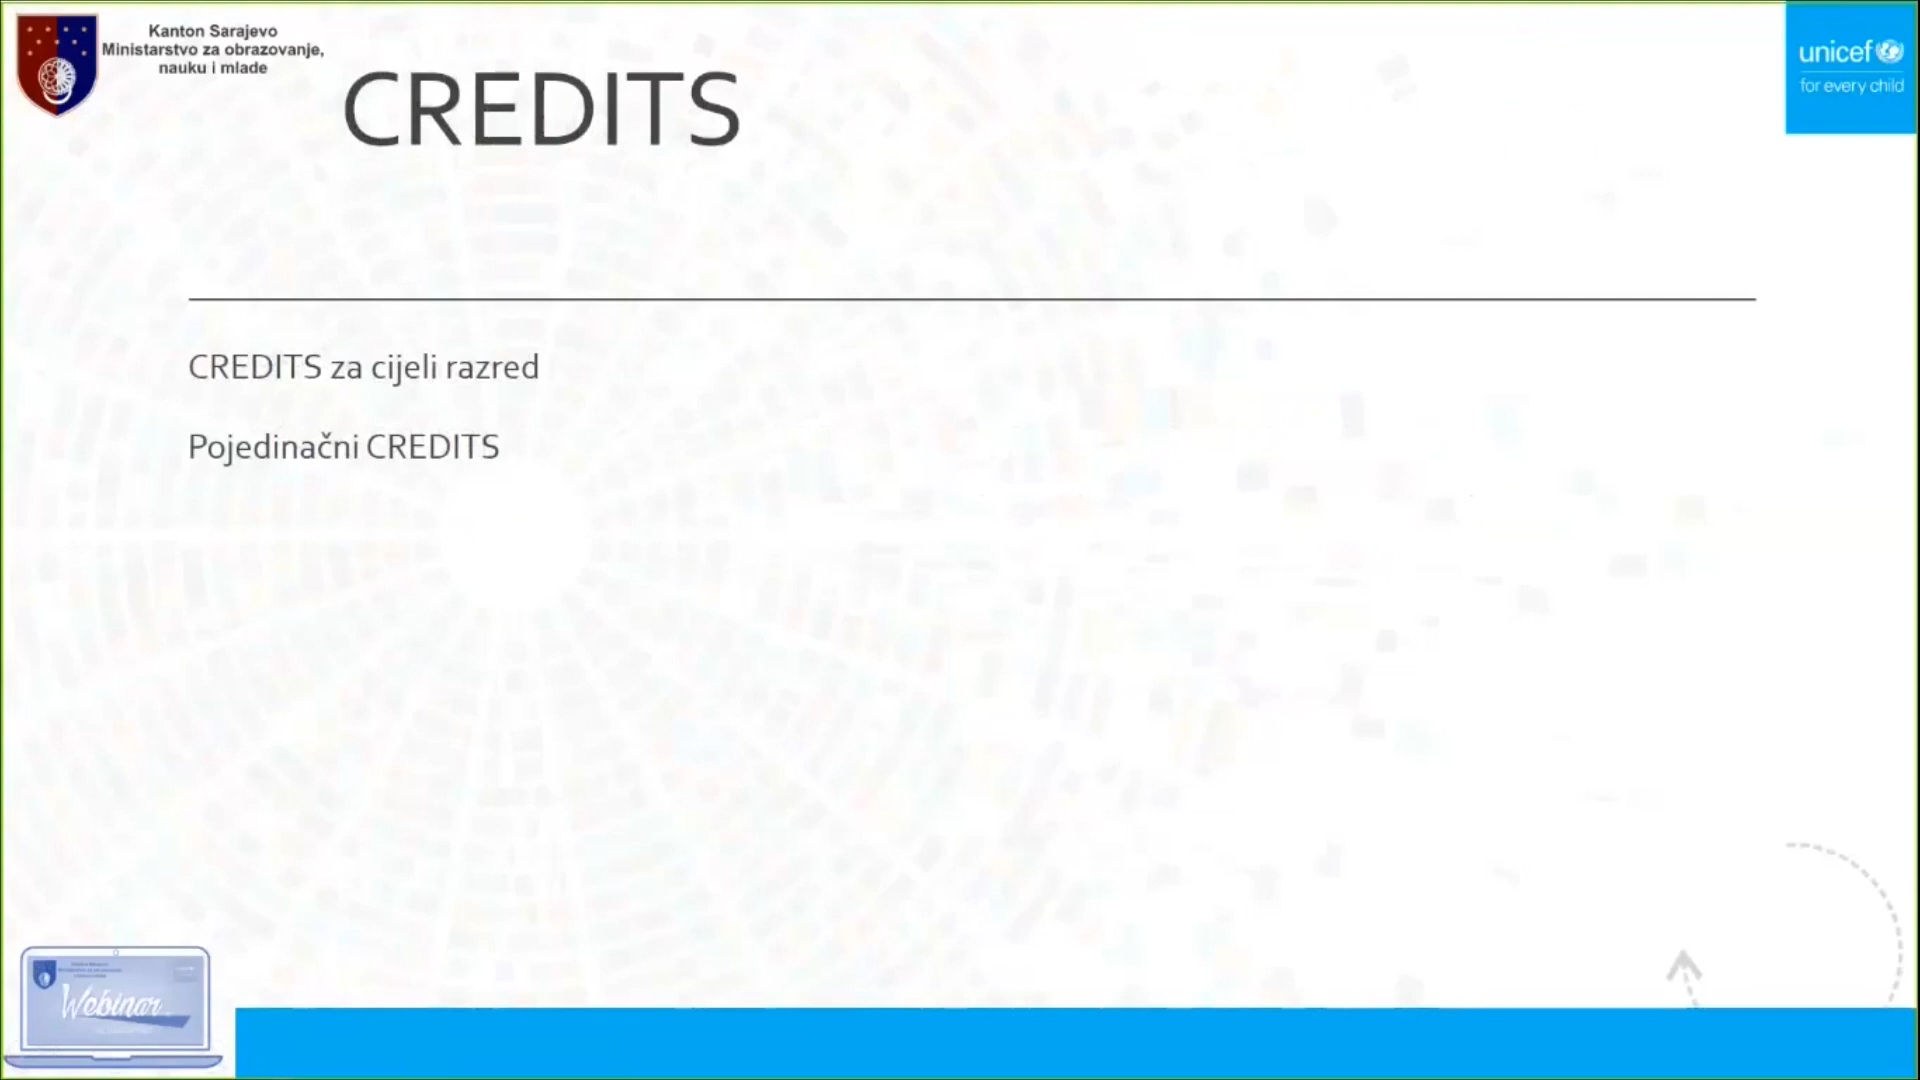 Kanton Sarajevo
Ministarstvo za obrazovanje,
nauku i mlade
CREDITS
unicef
for every child
CREDITS za cijeli razred
Pojedinačni CREDITS
Webinar